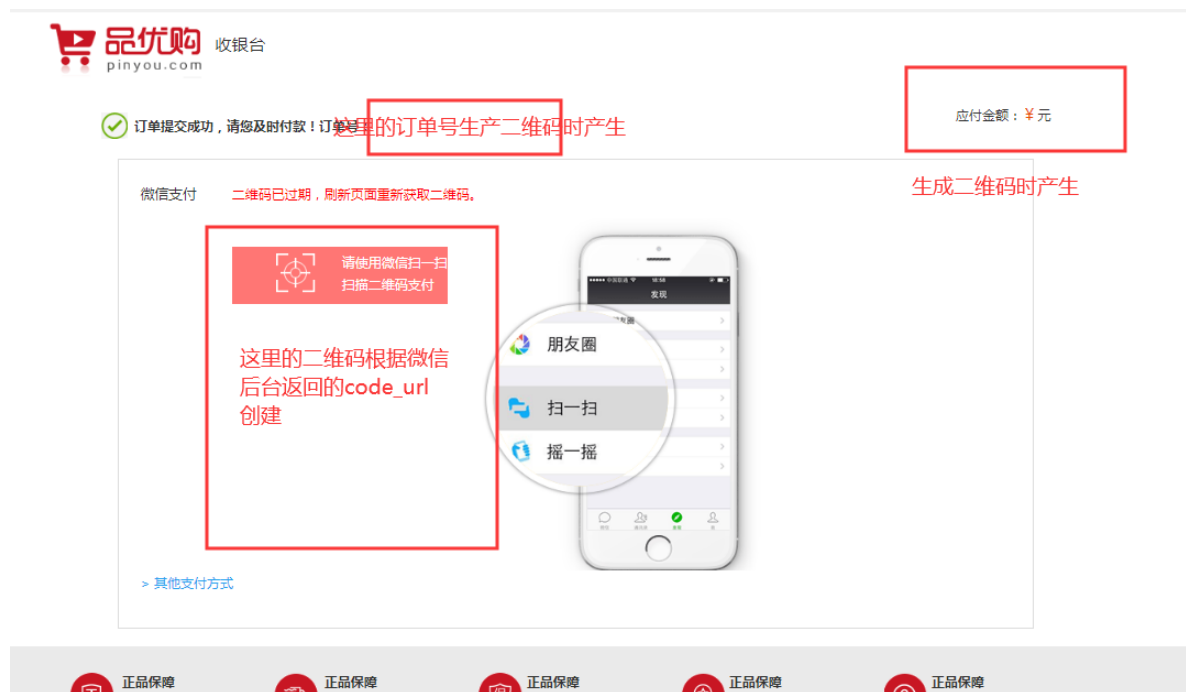 品优购
pinyou.com
收银台
订单提交成功，请您及时付款！订单号
这里的订单号生产二维码时产生
应付金额：¥元
生成二维码时产生
微信支付
二维码已过期，刷新页面重新获取二维码。
请使用微信扫一扫
扫描二维码支付
这里的二维码根据微信
后台返回的code_url
创建
发现
朋友圈
扫一扫
摇一摇
> 其他支付方式
正品保障
正品保障
正品保障
正品保障
正品保障